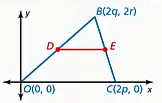 y
B(2q, 2r)
D
E
O(0, 0)
C(2p, 0)
x